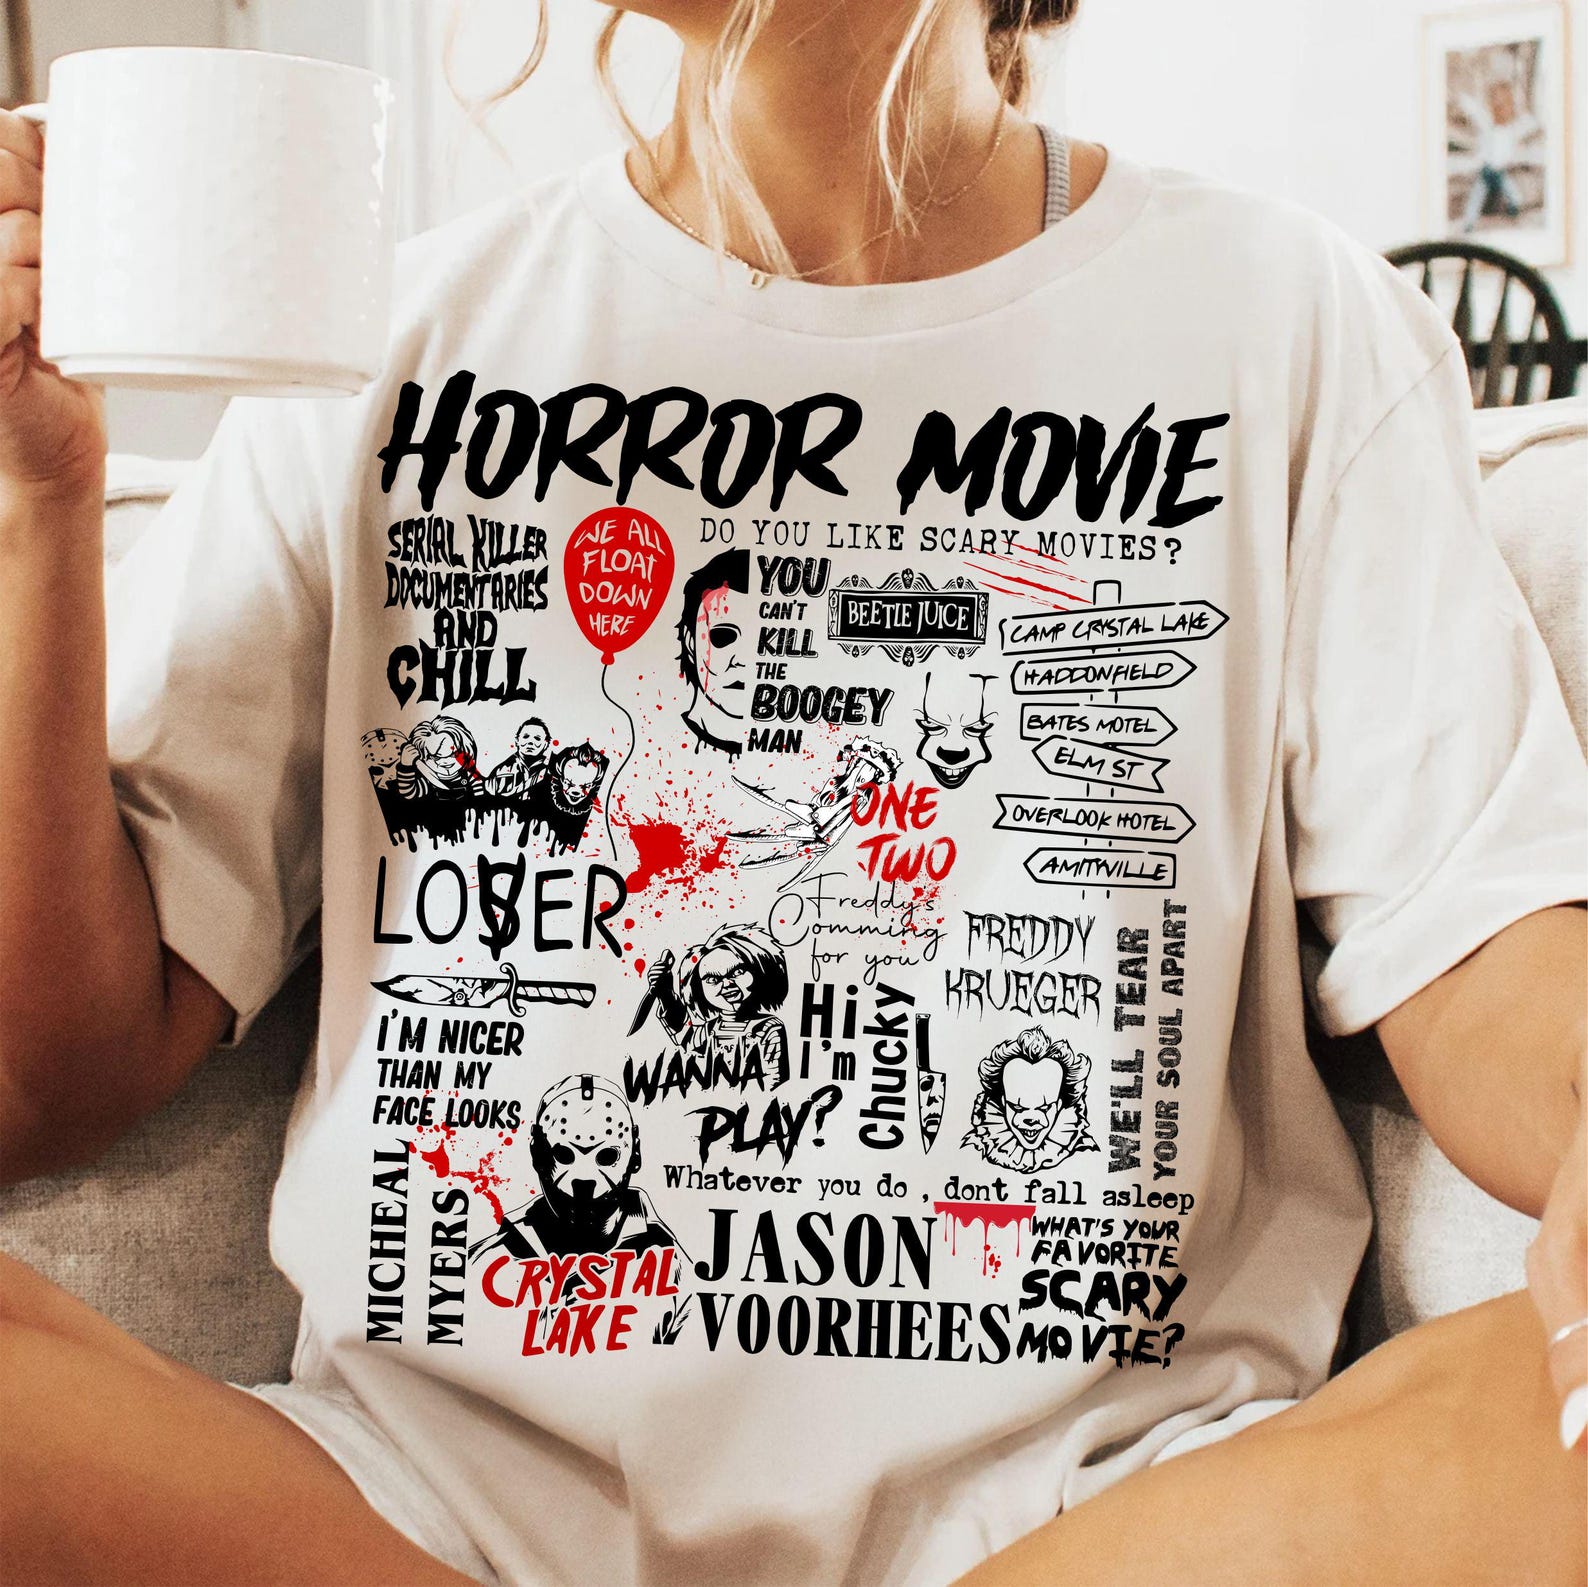 HORROR MOVIE
DO YOU LIKE SCARY MOVIES?
SERIAL KILLER
DOCUMENTARIES
AND
CHILL
WE ALL
FLOAT
DOWN
HERE
YOU
CAN'T
KILL
THE
BOOGEY
MAN
BEETLE JUICE
CAMP CRYSTAL LAKE
HADDONFIELD
BATES MOTEL
ELM ST
OVERLOOK HOTEL
AMITYVILLE
LOSER
ONE
TWO
Freddy's
Comming
for you
FREDDY
KRUEGER
WE'LL TEAR
YOUR SOUL APART
I'M NICER
THAN MY
FACE LOOKS
Hi
I'm
Chucky
WANNA
PLAY?
MICHEAL
MYERS
CRYSTAL
LAKE
Whatever you do , dont fall asleep
JASON
VOORHEES
WHAT'S YOUR
FAVORITE
SCARY
MOVIE?